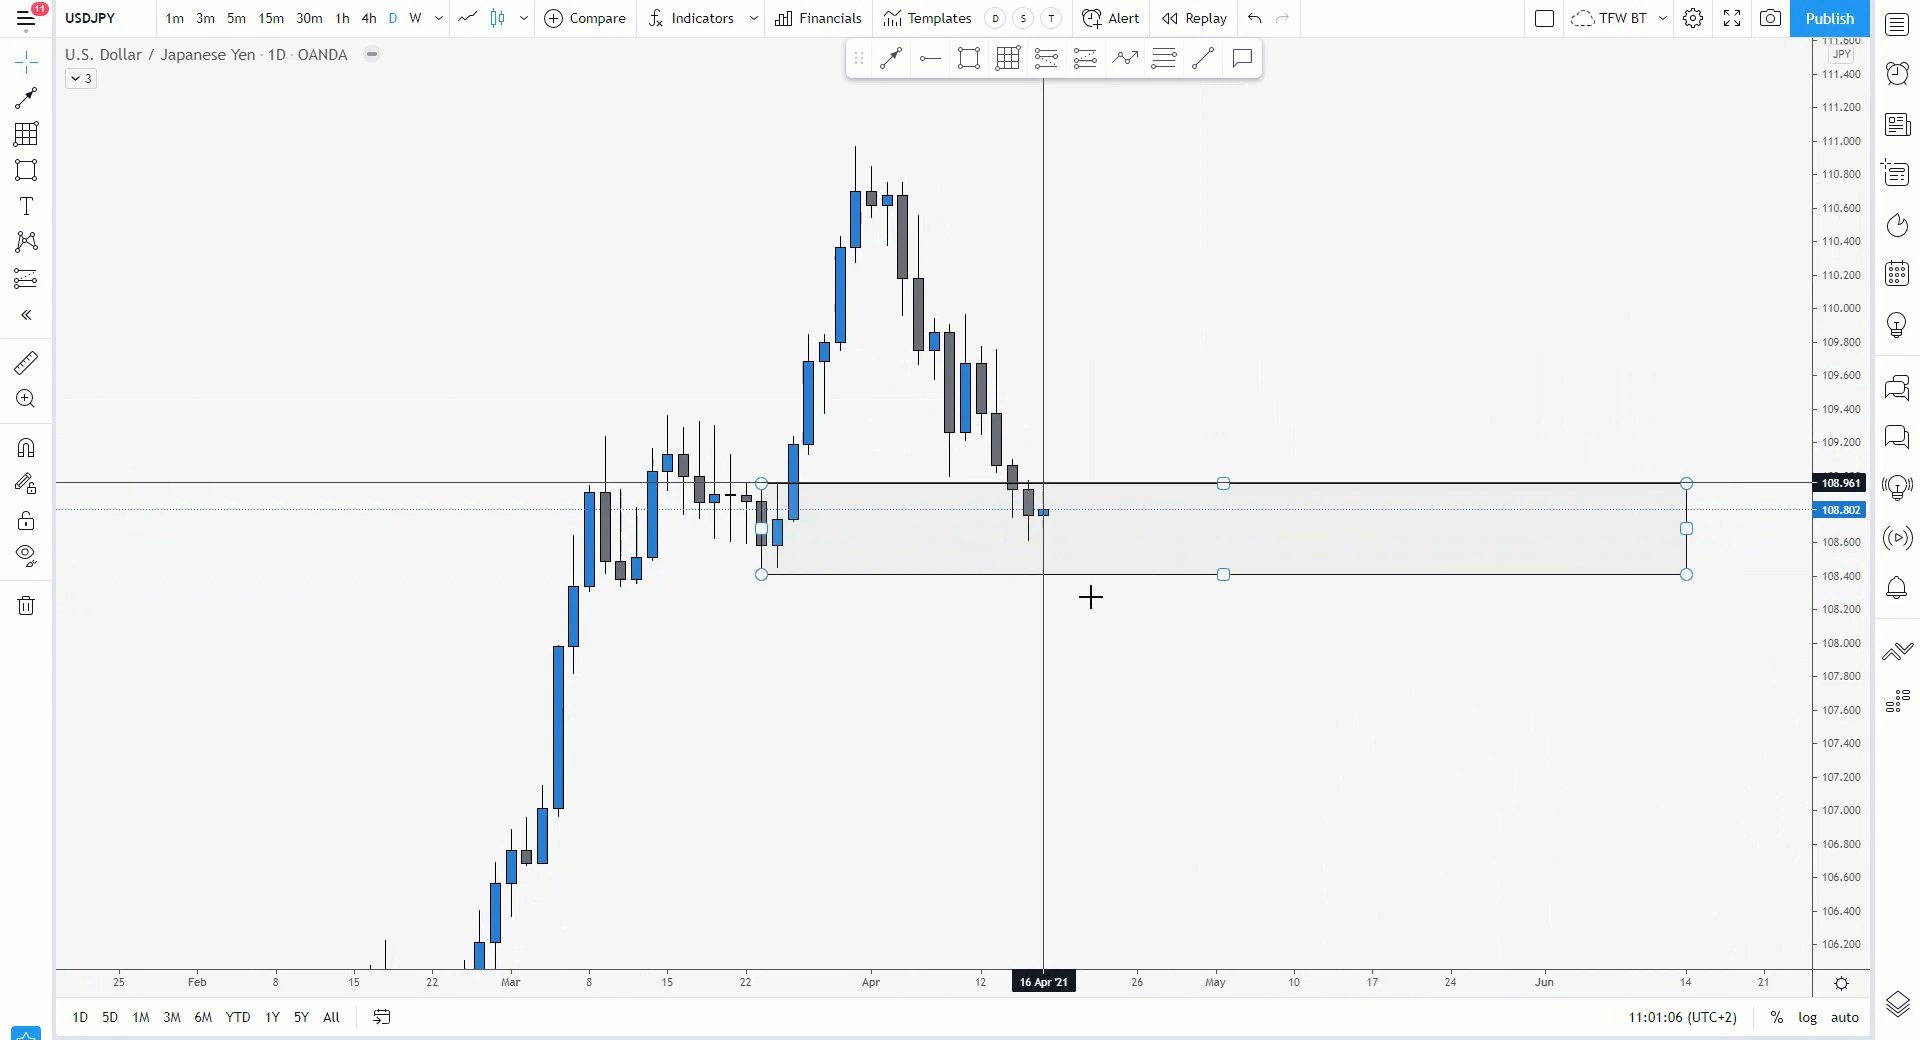 11
USDJPY
1m 3m 5m 15m 30m 1h 4h D W
Compare
Indicators
Financials
Templates
D S T
Alert
Replay
TFW BT
Publish
U.S. Dollar / Japanese Yen · 1D · OANDA
3
T
JPY
111.400
111.200
111.000
110.800
110.600
110.400
110.200
110.000
109.800
109.600
109.400
109.200
108.961
108.802
108.600
108.400
108.200
108.000
107.800
107.600
107.400
107.200
107.000
106.800
106.600
106.400
106.200
25 Feb 8 15 22 Mar 8 15 22 Apr 12 16 Apr '21 26 May 10 17 24 Jun 14 21
1D 5D 1M 3M 6M YTD 1Y 5Y All
11:01:06 (UTC+2) % log auto